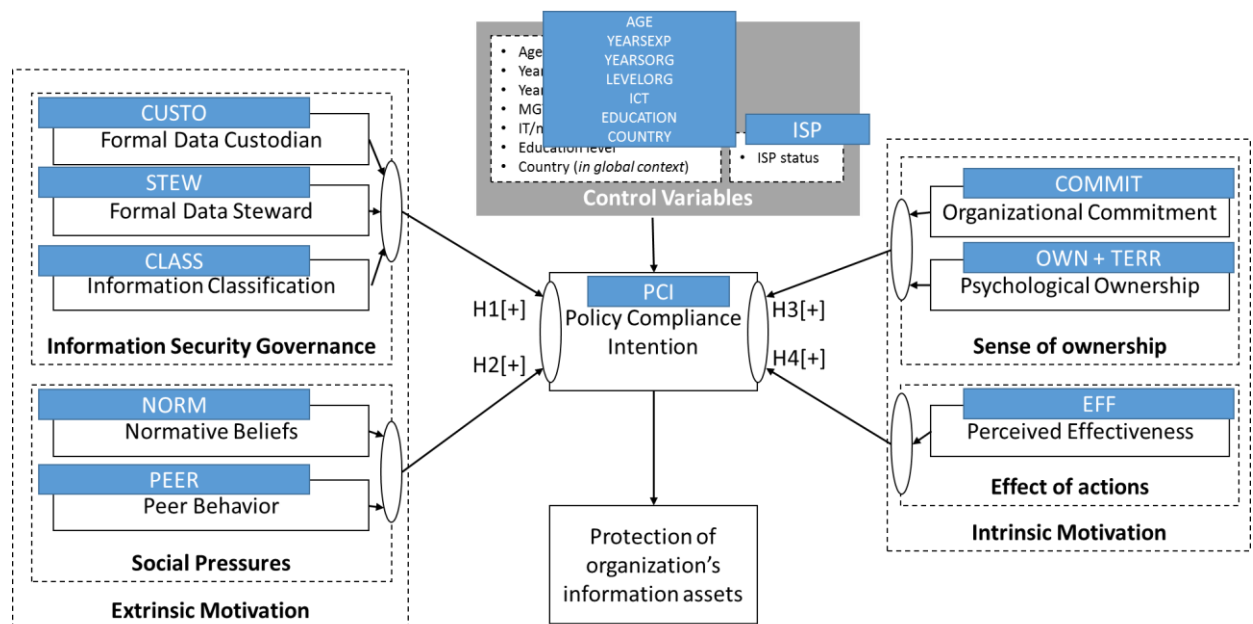 AGE
YEARSEXP
YEARSORG
LEVELORG
ICT
EDUCATION
COUNTRY
• Age
• Year
• Year
• MG
• IT/n
• Education level
• Country (in global context)
ISP
• ISP status
Control Variables
CUSTO
Formal Data Custodian
STEW
Formal Data Steward
CLASS
Information Classification
Information Security Governance
NORM
Normative Beliefs
PEER
Peer Behavior
Social Pressures
Extrinsic Motivation
H1[+]
H2[+]
PCI
Policy Compliance
Intention
H3[+]
H4[+]
Protection of
organization's
information assets
COMMIT
Organizational Commitment
OWN + TERR
Psychological Ownership
Sense of ownership
EFF
Perceived Effectiveness
Effect of actions
Intrinsic Motivation